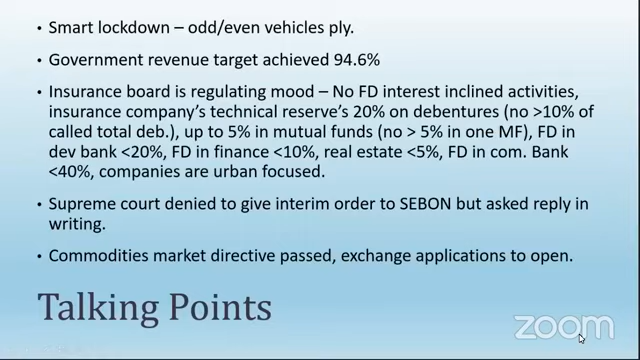 • Smart lockdown – odd/even vehicles ply.
• Government revenue target achieved 94.6%
• Insurance board is regulating mood – No FD interest inclined activities,
insurance company's technical reserve's 20% on debentures (no >10% of
called total deb.), up to 5% in mutual funds (no > 5% in one MF), FD in
dev bank <20%, FD in finance <10%, real estate <5%, FD in com. Bank
<40%, companies are urban focused.
• Supreme court denied to give interim order to SEBON but asked reply in
writing.
• Commodities market directive passed, exchange applications to open.
Talking Points
zoom